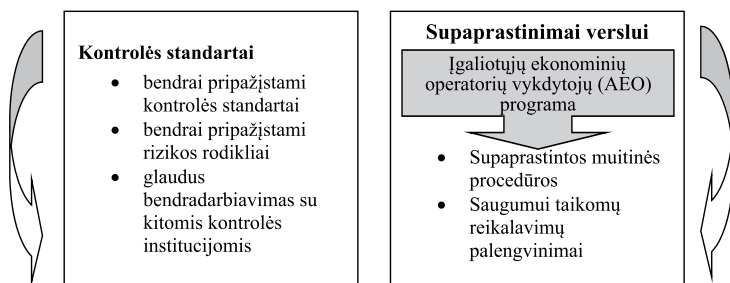 Kontrolės standartai
• bendrai pripažįstami
kontrolės standartai
• bendrai pripažįstami
rizikos rodikliai
• glaudus
bendradarbiavimas su
kitomis kontrolės
institucijomis
Supaprastinimai verslui
Įgaliotųjų ekonominių
operatorių vykdytojų (AEO)
programa
• Supaprastintos muitinės
procedūros
• Saugumui taikomų
reikalavimų
palengvinimai